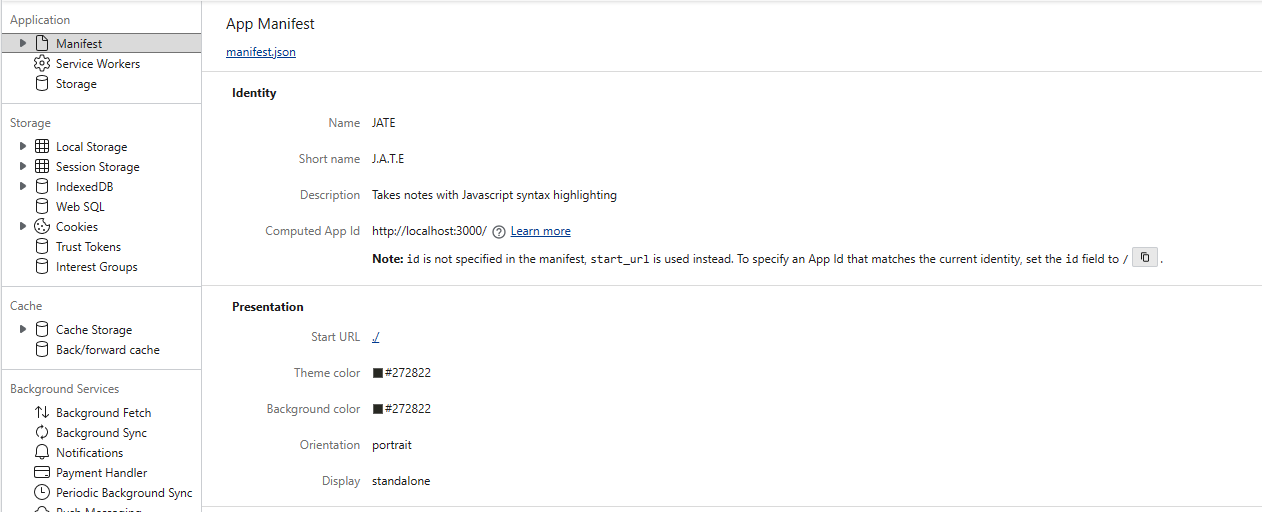 Application
Manifest
Service Workers
Storage
Storage
Local Storage
Session Storage
IndexedDB
Web SQL
Cookies
Trust Tokens
Interest Groups
Cache
Cache Storage
Back/forward cache
Background Services
Background Fetch
Background Sync
Notifications
Payment Handler
Periodic Background Sync
Push Messaging
App Manifest
manifest.json
Identity
Name JATE
Short name J.A.T.E
Description Takes notes with Javascript syntax highlighting
Computed App Id http://localhost:3000/ Learn more
Note: id is not specified in the manifest, start_url is used instead. To specify an App Id that matches the current identity, set the id field to / .
Presentation
Start URL ./
Theme color #272822
Background color #272822
Orientation portrait
Display standalone